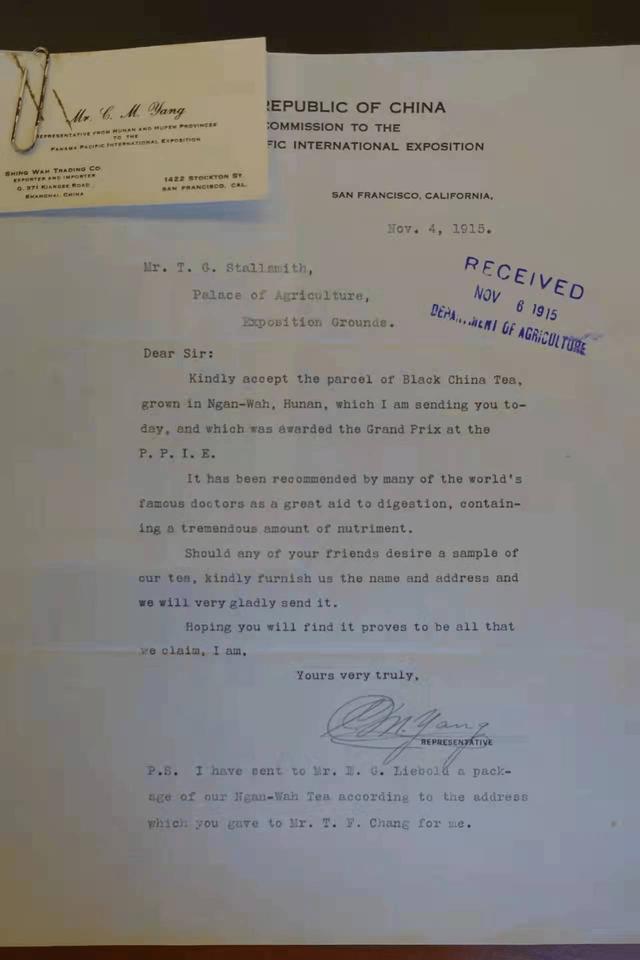 Mr. C. M. Yang
REPRESENTATIVE FROM HUNAN AND HUPEH PROVINCES
TO THE
PANAMA PACIFIC INTERNATIONAL EXPOSITION
SHING WAH TRADING CO.
EXPORTER AND IMPORTER
Q. 371 KIANGSE ROAD
SHANGHAI, CHINA
1422 STOCKTON ST.
SAN FRANCISCO, CAL.
REPUBLIC OF CHINA
COMMISSION TO THE
FIC INTERNATIONAL EXPOSITION
SAN FRANCISCO, CALIFORNIA,
Nov. 4, 1915.
RECEIVED
NOV 6 1915
DEPARTMENT OF AGRICULTURE
Mr. T. G. Stallsmith,
Palace of Agriculture,
Exposition Grounds.
Dear Sir:
Kindly accept the parcel of Black China Tea,
grown in Ngan-Wah, Hunan, which I am sending you to-
day, and which was awarded the Grand Prix at the
P. P. I. E.
It has been recommended by many of the world's
famous doctors as a great aid to digestion, contain-
ing a tremendous amount of nutriment.
Should any of your friends desire a sample of
our tea, kindly furnish us the name and address and
we will very gladly send it.
Hoping you will find it proves to be all that
we claim, I am,
Yours very truly,
C. M. Yang
REPRESENTATIVE
P.S. I have sent to Mr. E. G. Liebold a pack-
age of our Ngan-Wah Tea according to the address
which you gave to Mr. T. F. Chang for me.